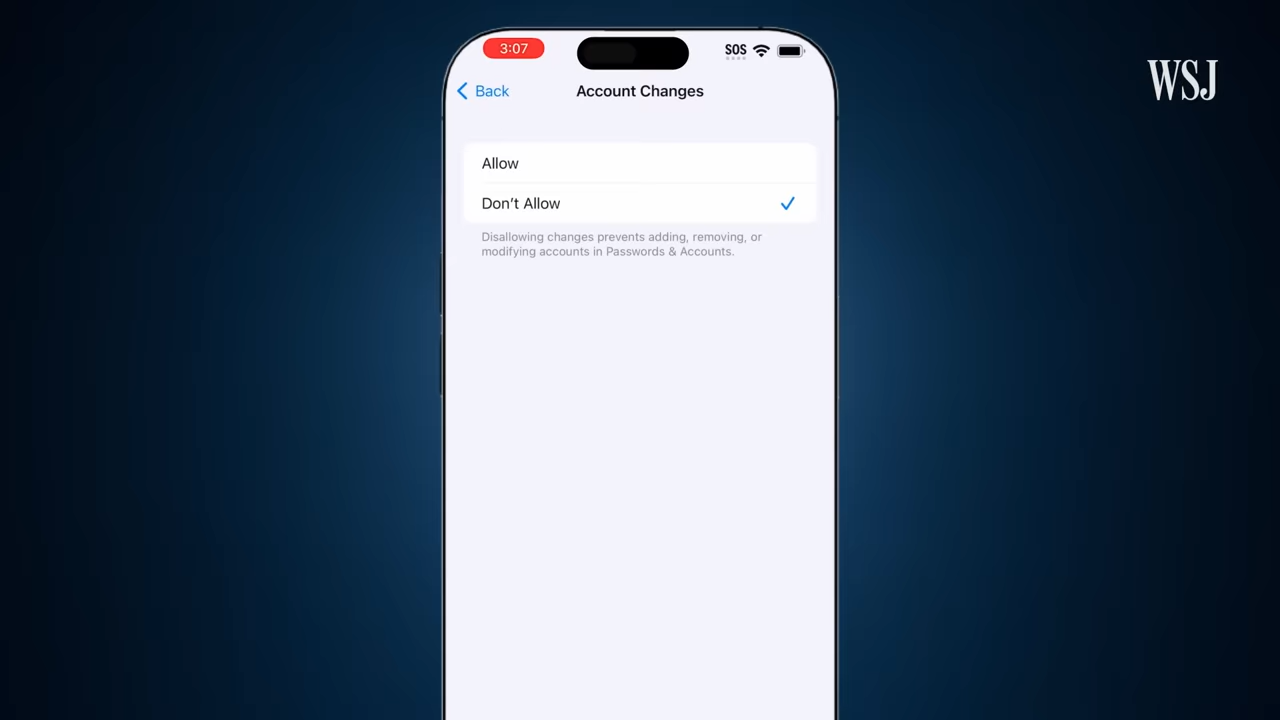 3:07
SOS
WSJ
Back
Account Changes
Allow
Don’t Allow
Disallowing changes prevents adding, removing, or
modifying accounts in Passwords & Accounts.